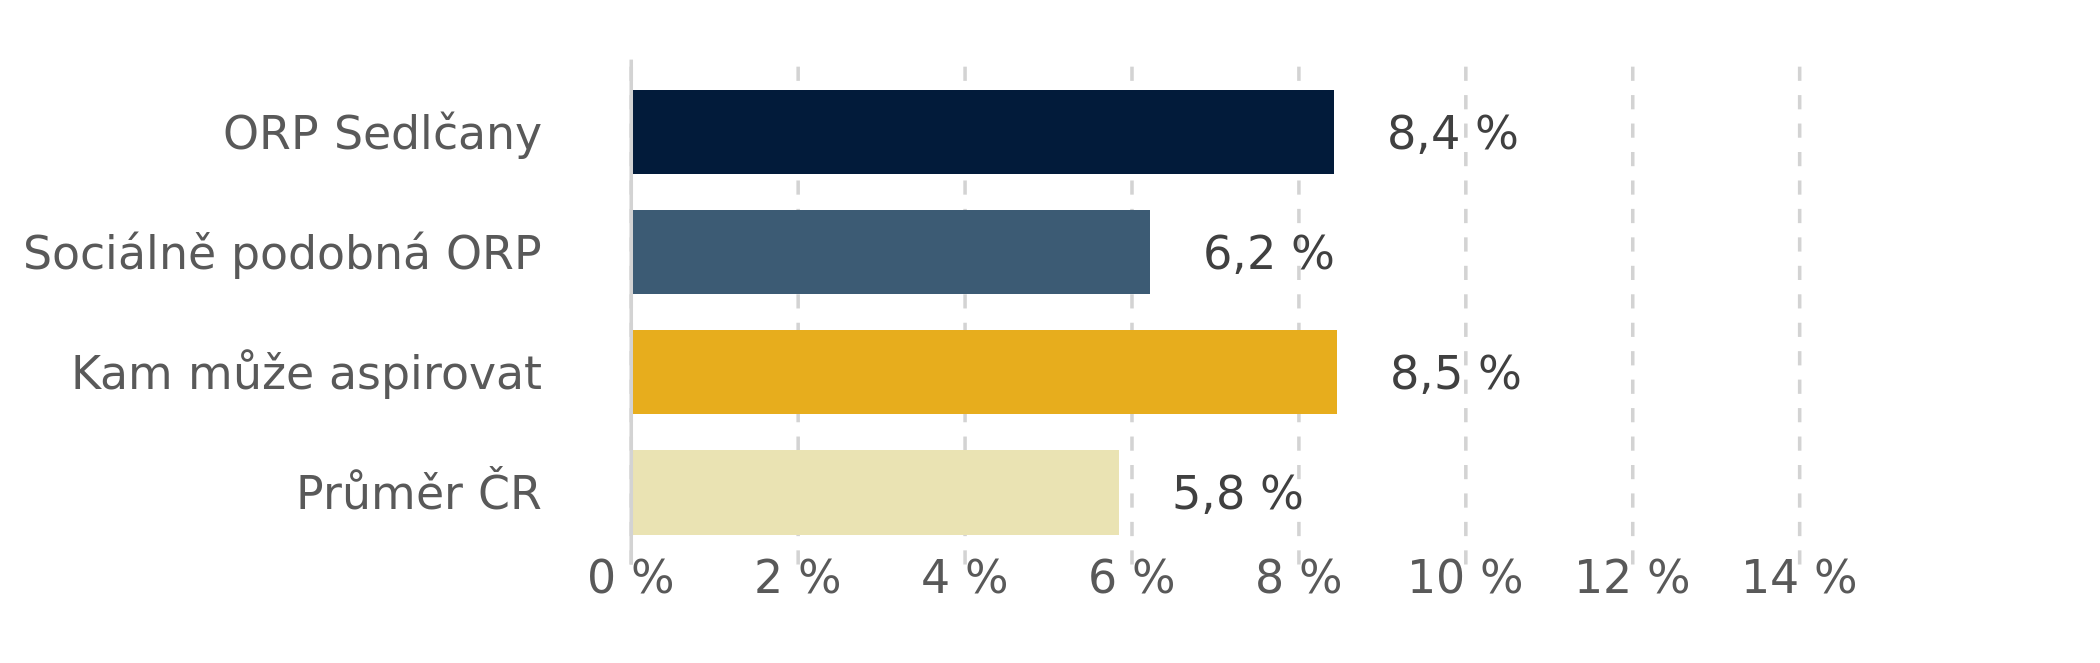 ORP Sedlčany
8,4 %
Sociálně podobná ORP
6,2 %
Kam může aspirovat
8,5 %
Průměr ČR
5,8 %
0 % 2 % 4 % 6 % 8 % 10 % 12 % 14 %